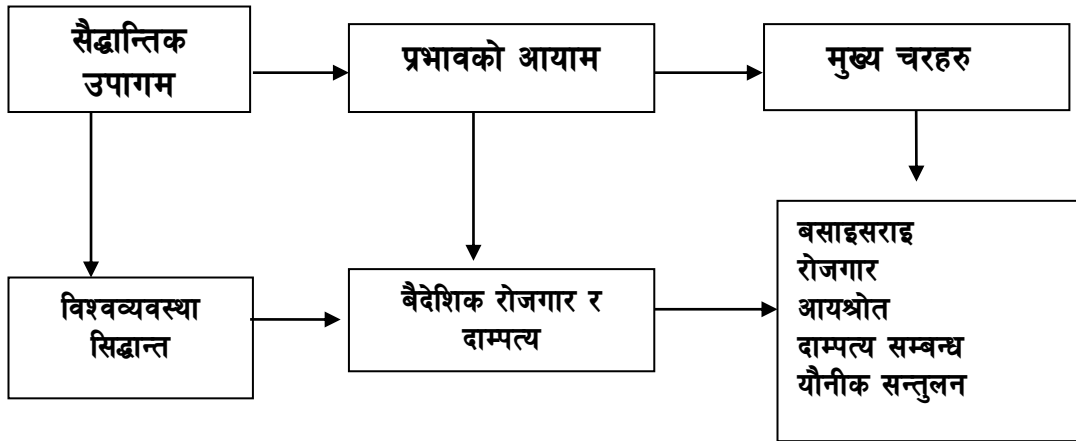 सैद्धान्तिक
उपागम
प्रभावको आयाम
मुख्य चरहरु
विश्वव्यवस्था
सिद्धान्त
बैदेशिक रोजगार र
दाम्पत्य
बसाइसराइ
रोजगार
आयश्रोत
दाम्पत्य सम्बन्ध
यौनीक सन्तुलन